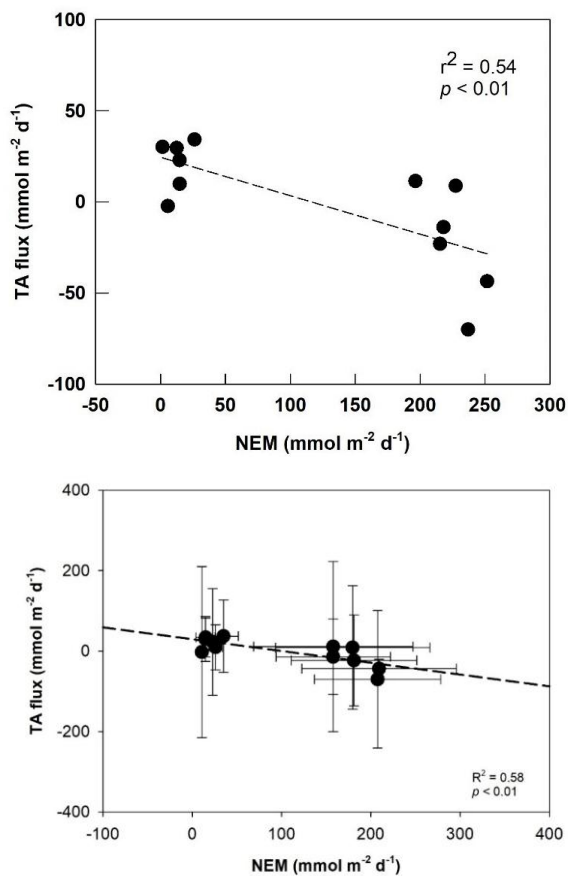 100
50
0
-50
-100
TA flux (mmol m⁻² d⁻¹)
r² = 0.54
p < 0.01
-50 0 50 100 150 200 250 300
NEM (mmol m⁻² d⁻¹)
400
200
0
-200
-400
TA flux (mmol m⁻² d⁻¹)
R² = 0.58
p < 0.01
-100 0 100 200 300 400
NEM (mmol m⁻² d⁻¹)